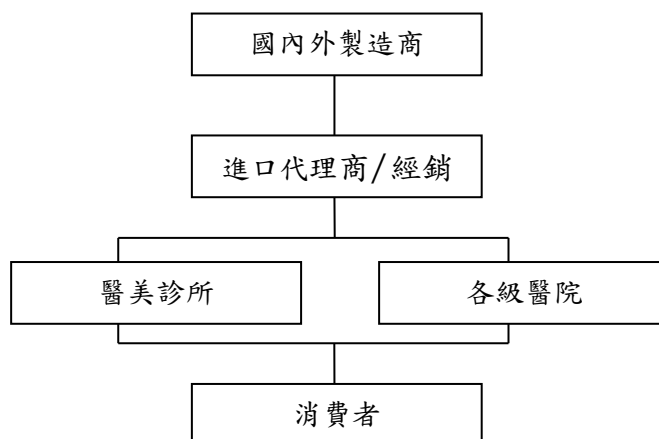 國內外製造商
進口代理商/經銷
醫美診所
各級醫院
消費者